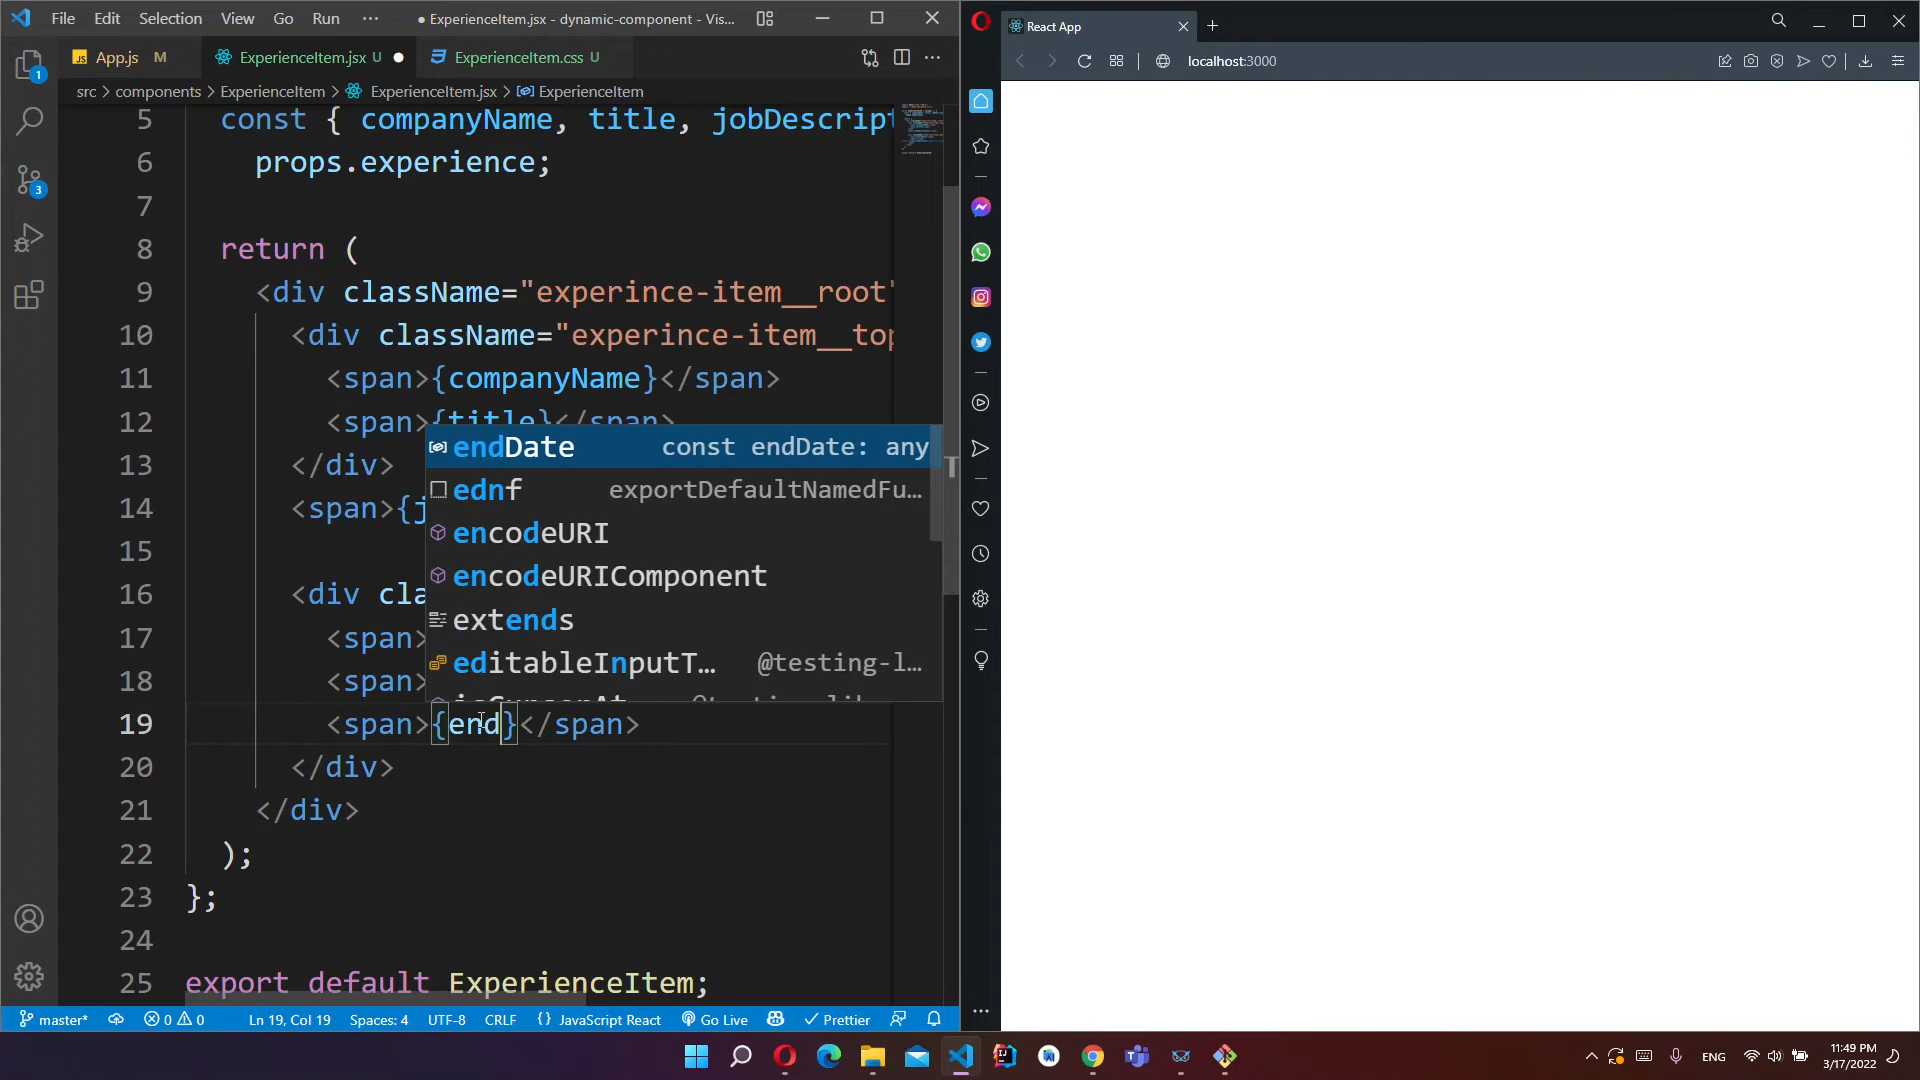 File Edit Selection View Go Run ··· ● ExperienceItem.jsx - dynamic-component - Vis...
JS App.js M ExperienceItem.jsx U ● ExperienceItem.css U ···
src > components > ExperienceItem > ExperienceItem.jsx > ExperienceItem
5 const { companyName, title, jobDescript
6 props.experience;
7
8 return (
9 <div className="experince-item__root"
10 <div className="experince-item__top
11 <span>{companyName}</span>
12 <span>{title}</span>
13 </div>
14 <span>{j
15
16 <div cla
17 <span>
18 <span>
19 <span>{end}</span>
20 </div>
21 </div>
22 );
23 };
24
25 export default ExperienceItem;
endDate const endDate: any
ednf exportDefaultNamedFu...
encodeURI
encodeURIComponent
extends
editableInputT... @testing-l...
1
3
master* 0 0 Ln 19, Col 19 Spaces: 4 UTF-8 CRLF {} JavaScript React Go Live Prettier
React App
localhost:3000
ENG 11:49 PM
3/17/2022